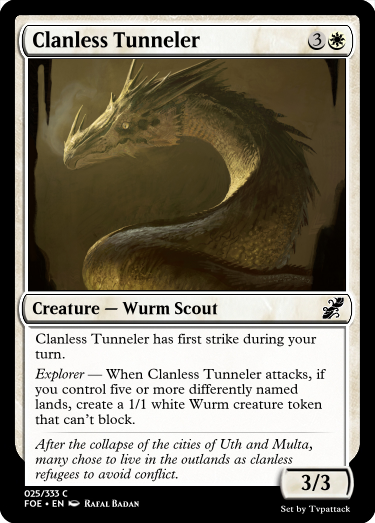 Clanless Tunneler 3
Creature — Wurm Scout
Clanless Tunneler has first strike during your
turn.
Explorer — When Clanless Tunneler attacks, if
you control five or more differently named
lands, create a 1/1 white Wurm creature token
that can't block.
After the collapse of the cities of Uth and Multa,
many chose to live in the outlands as clanless
refugees to avoid conflict.
3/3
025/333 C
FOE • EN Rafal Badan
Set by Tvpattack